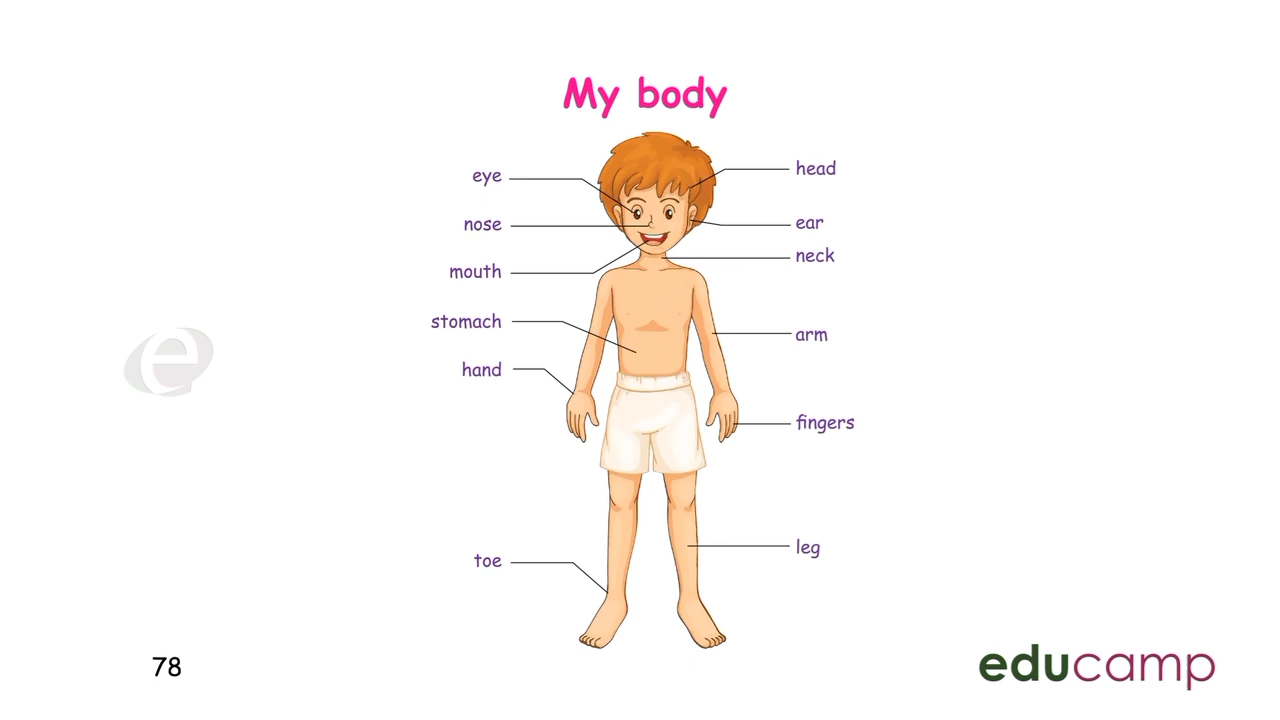 My body
eye
nose
mouth
stomach
hand
toe
head
ear
neck
arm
fingers
leg
78
educamp